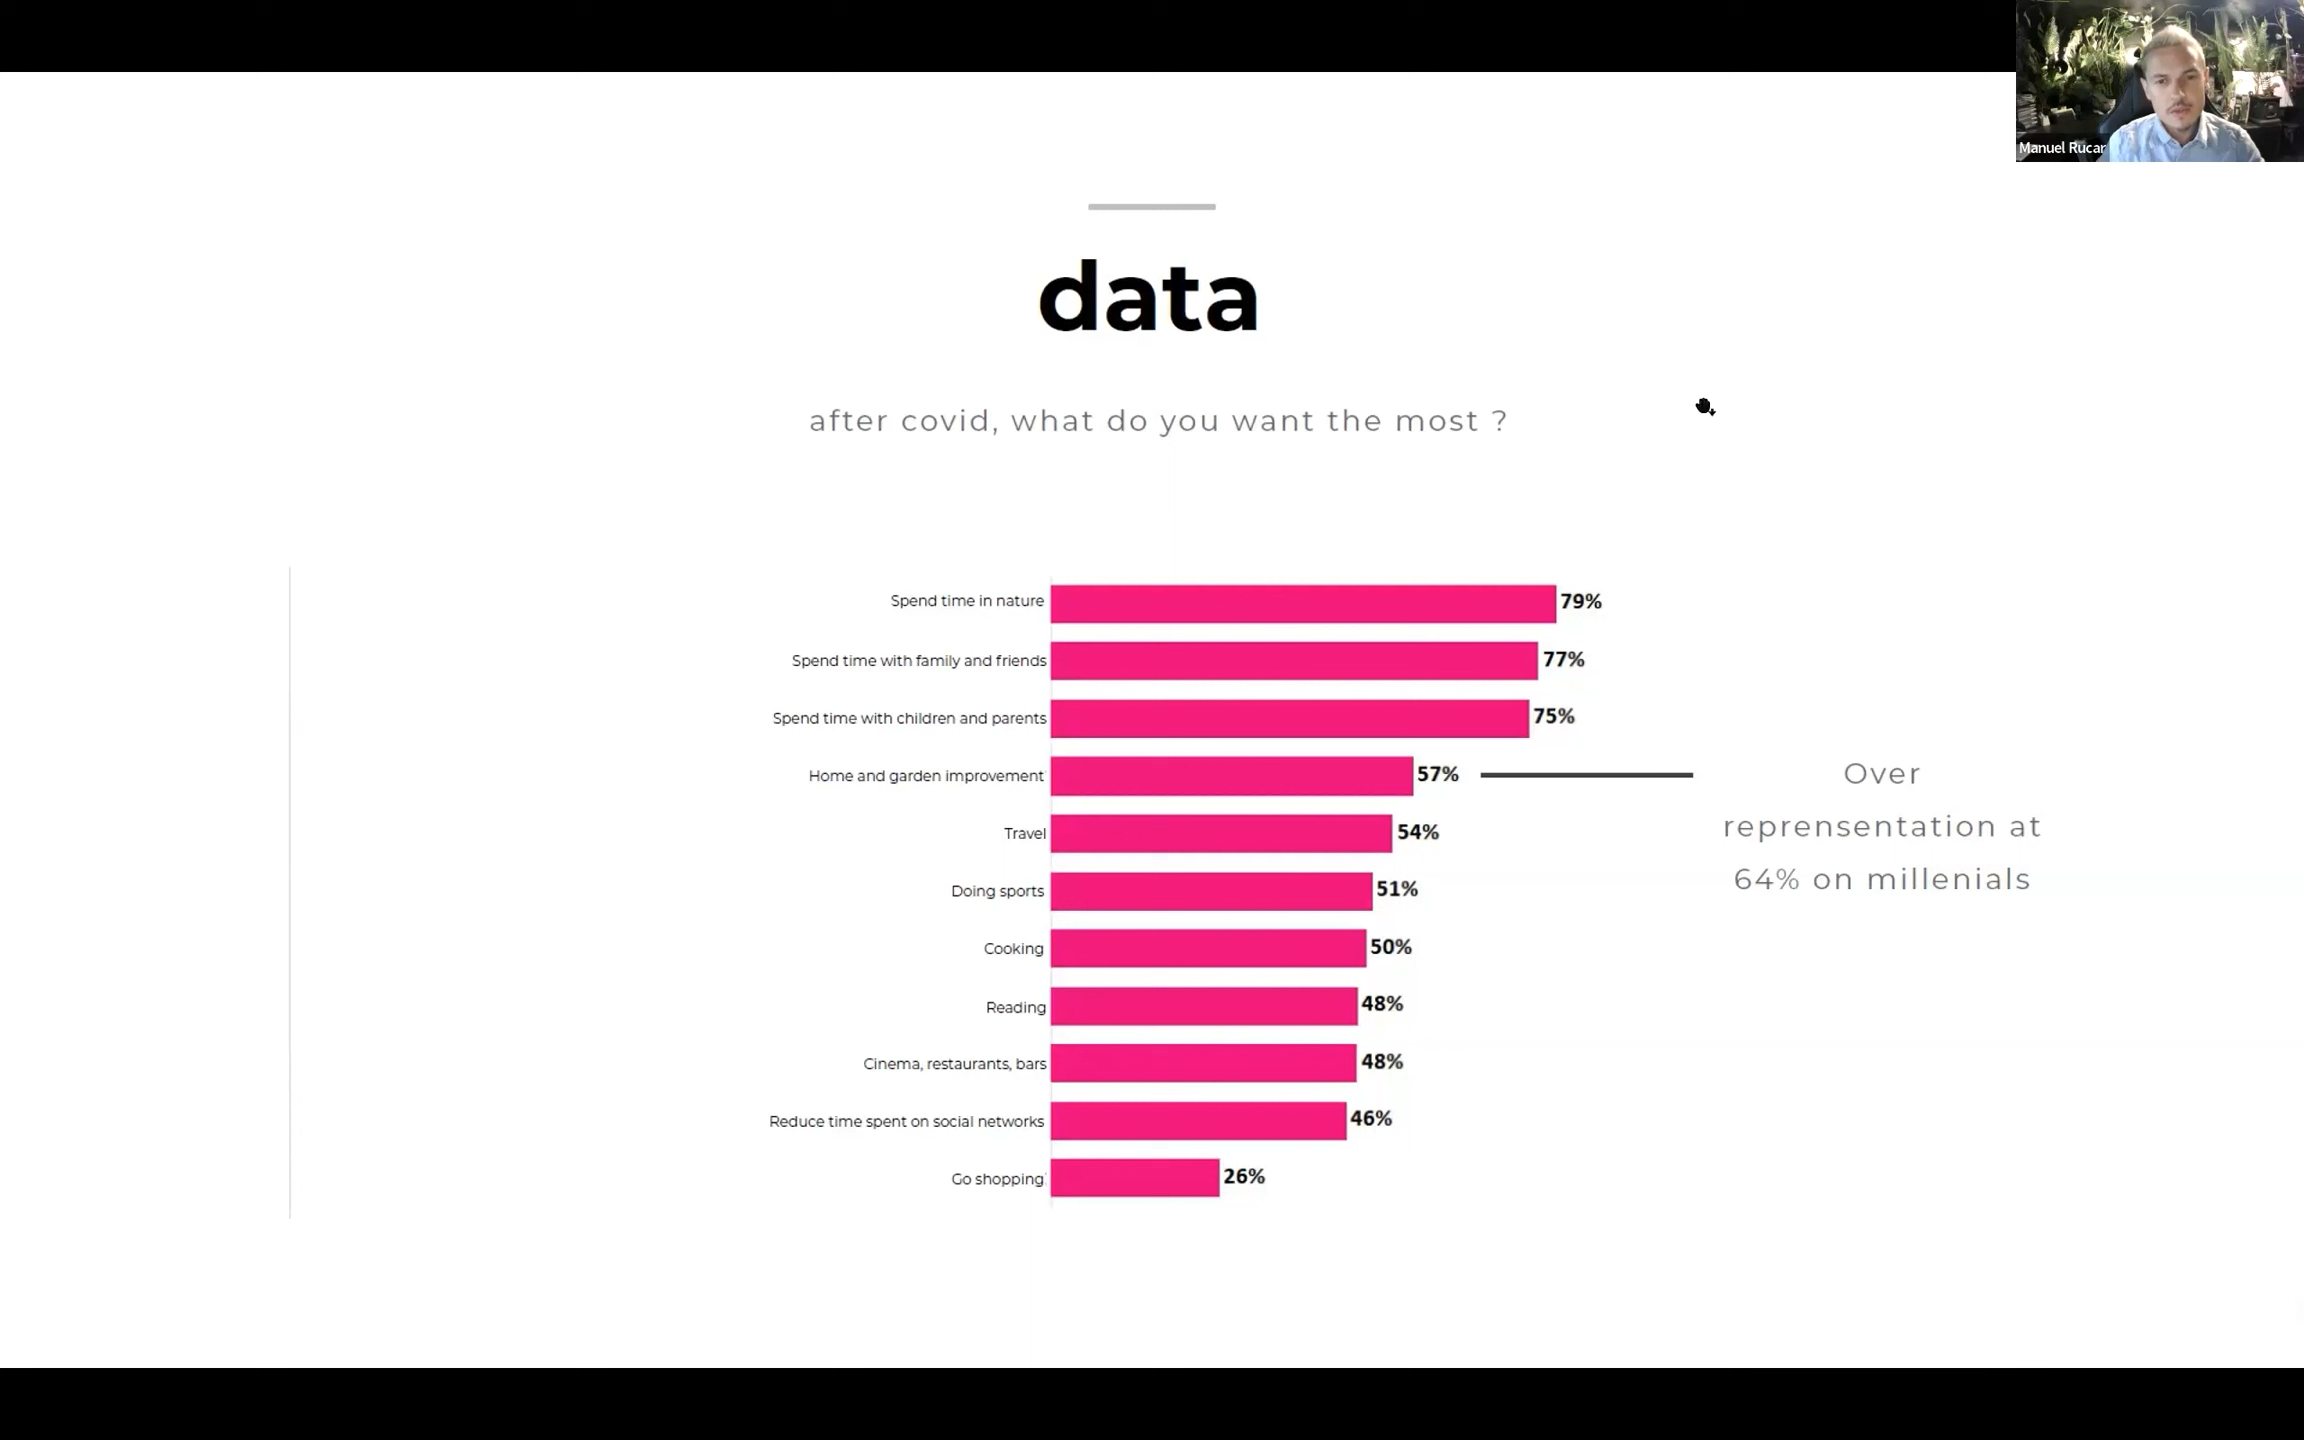 Manuel Rucar
data
after covid, what do you want the most ?
Spend time in nature 79%
Spend time with family and friends 77%
Spend time with children and parents 75%
Home and garden improvement 57%
Over
reprensentation at
64% on millenials
Travel 54%
Doing sports 51%
Cooking 50%
Reading 48%
Cinema, restaurants, bars 48%
Reduce time spent on social networks 46%
Go shopping 26%